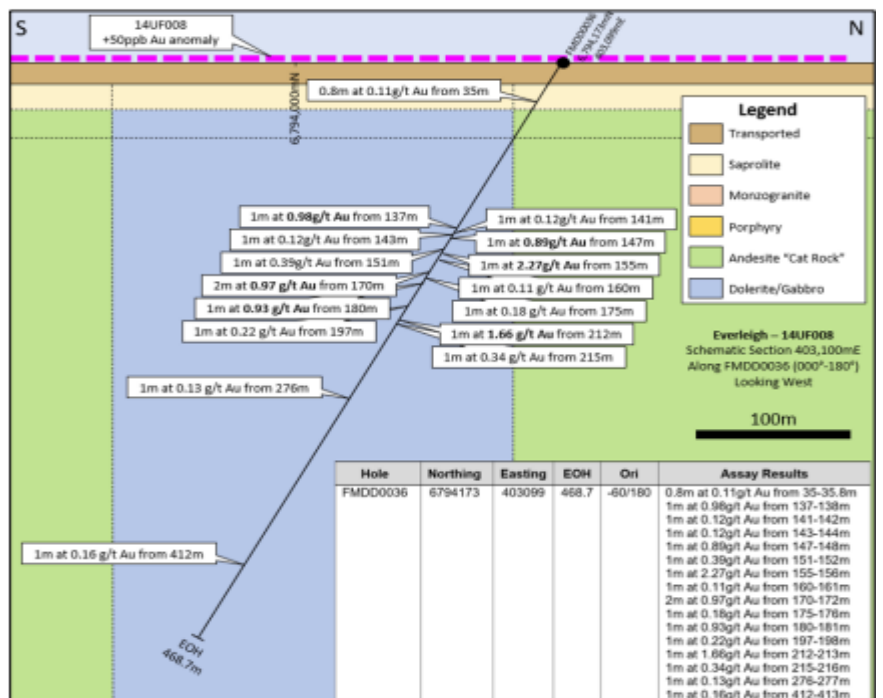 S
14UF008
+50ppb Au anomaly
FMDD0036
6,794,173mN
403,099mE
N
0.8m at 0.11g/t Au from 35m
6,794,000mN
Legend
Transported
Saprolite
Monzogranite
Porphyry
Andesite "Cat Rock"
Dolerite/Gabbro
1m at 0.98g/t Au from 137m
1m at 0.12g/t Au from 141m
1m at 0.12g/t Au from 143m
1m at 0.89g/t Au from 147m
1m at 0.39g/t Au from 151m
1m at 2.27g/t Au from 155m
2m at 0.97 g/t Au from 170m
1m at 0.11 g/t Au from 160m
1m at 0.93 g/t Au from 180m
1m at 0.18 g/t Au from 175m
1m at 0.22 g/t Au from 197m
1m at 1.66 g/t Au from 212m
1m at 0.34 g/t Au from 215m
Everleigh – 14UF008
Schematic Section 403,100mE
Along FMDD0036 (000°-180°)
Looking West
100m
1m at 0.13 g/t Au from 276m
1m at 0.16 g/t Au from 412m
EOH
468.7m
Hole Northing Easting EOH Ori Assay Results
FMDD0036 6794173 403099 468.7 -60/180 0.8m at 0.11g/t Au from 35-35.8m
1m at 0.98g/t Au from 137-138m
1m at 0.12g/t Au from 141-142m
1m at 0.12g/t Au from 143-144m
1m at 0.89g/t Au from 147-148m
1m at 0.39g/t Au from 151-152m
1m at 2.27g/t Au from 155-156m
1m at 0.11g/t Au from 160-161m
2m at 0.97g/t Au from 170-172m
1m at 0.18g/t Au from 175-176m
1m at 0.93g/t Au from 180-181m
1m at 0.22g/t Au from 197-198m
1m at 1.66g/t Au from 212-213m
1m at 0.34g/t Au from 215-216m
1m at 0.13g/t Au from 276-277m
1m at 0.16g/t Au from 412-413m